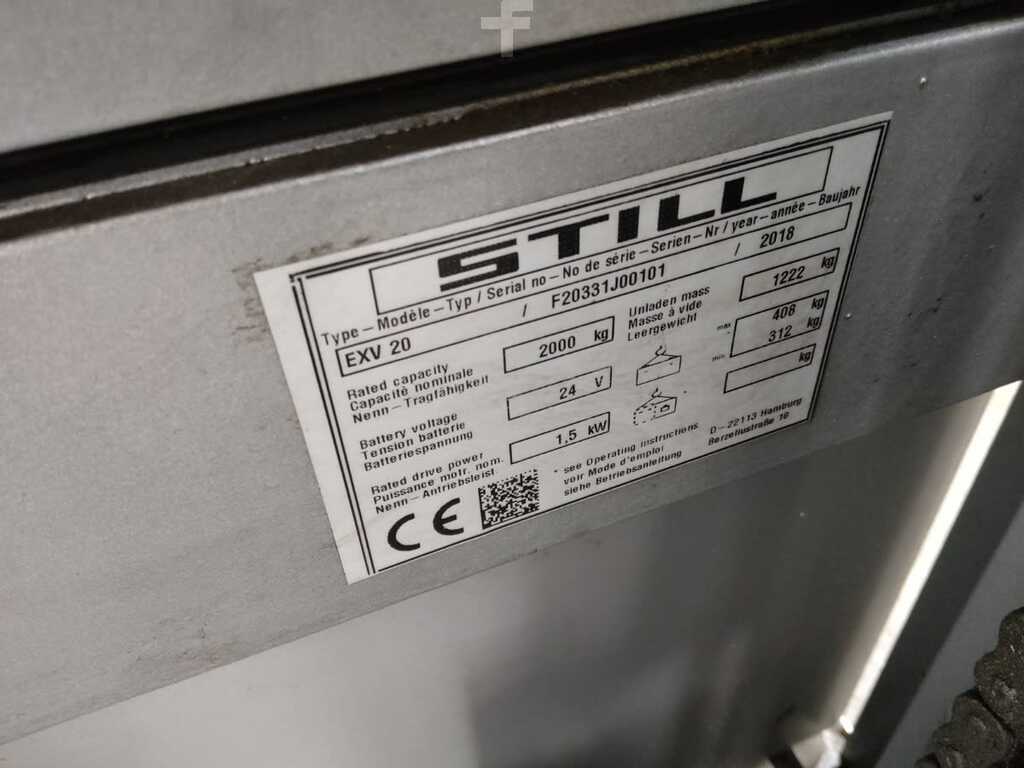 f
STILL
Type – Modèle – Typ / Serial no – No de série – Serien – Nr / year – année – Baujahr
EXV 20 / F20331J00101 / 2018
Rated capacity
Capacité nominale
Nenn – Tragfähigkeit
2000 kg
Unladen mass
Masse à vide
Leergewicht
1222 kg
Battery voltage
Tension batterie
Batteriespannung
24 V
max 408 kg
min 312 kg
kg
Rated drive power
Puissance motr. nom.
Nenn – Antriebsleist
1,5 kW
* see Operating instructions
voir Mode d'emploi
siehe Betriebsanleitung
D – 22113 Hamburg
Berzeliusstraße 10
CE